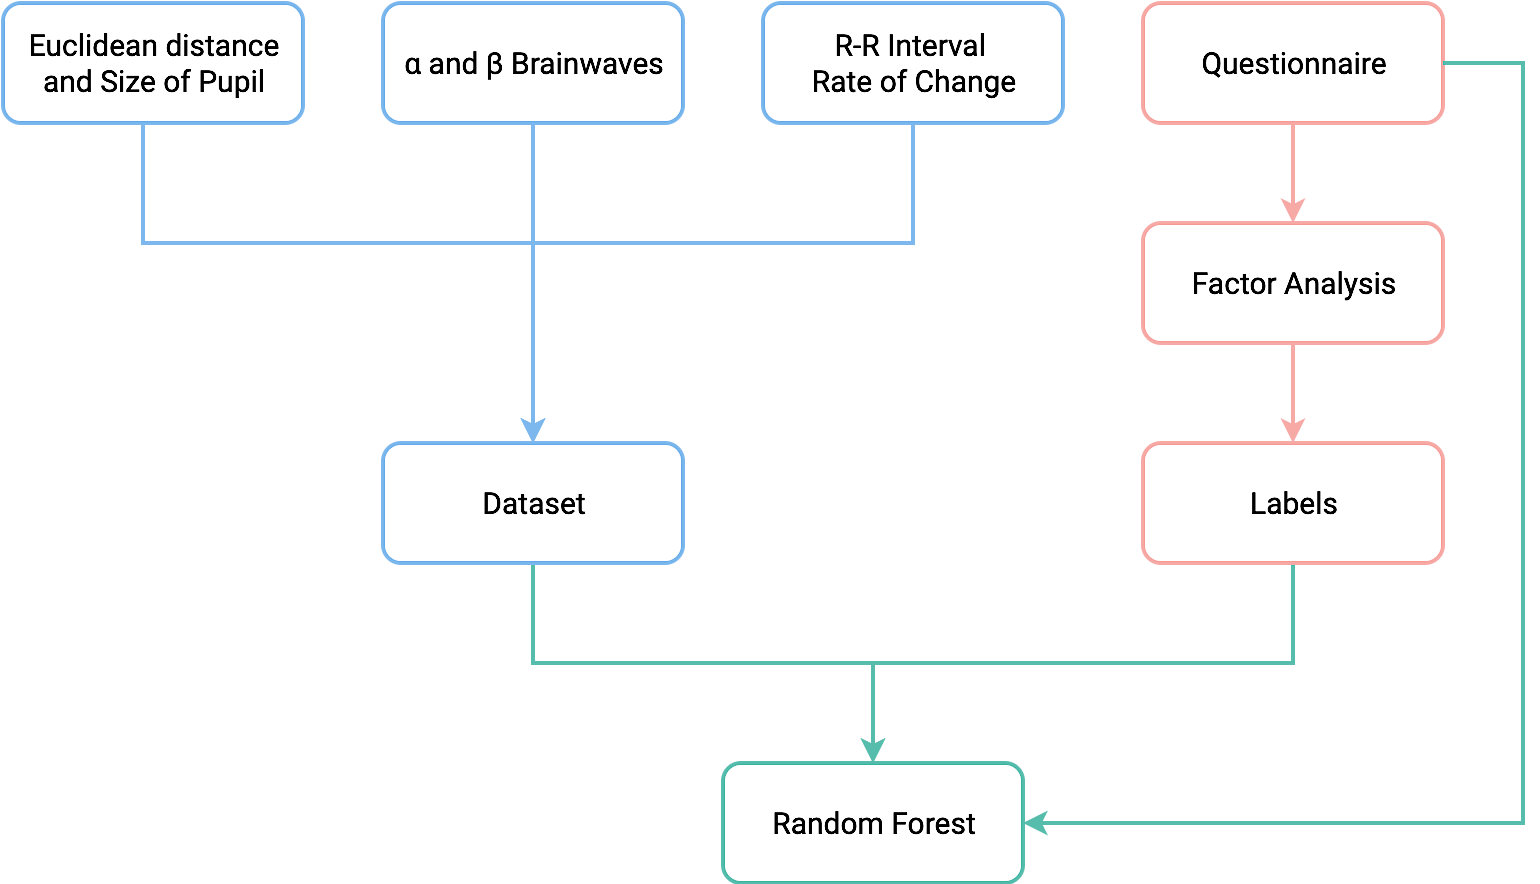 Euclidean distance
and Size of Pupil
α and β Brainwaves
R-R Interval
Rate of Change
Questionnaire
Factor Analysis
Dataset
Labels
Random Forest